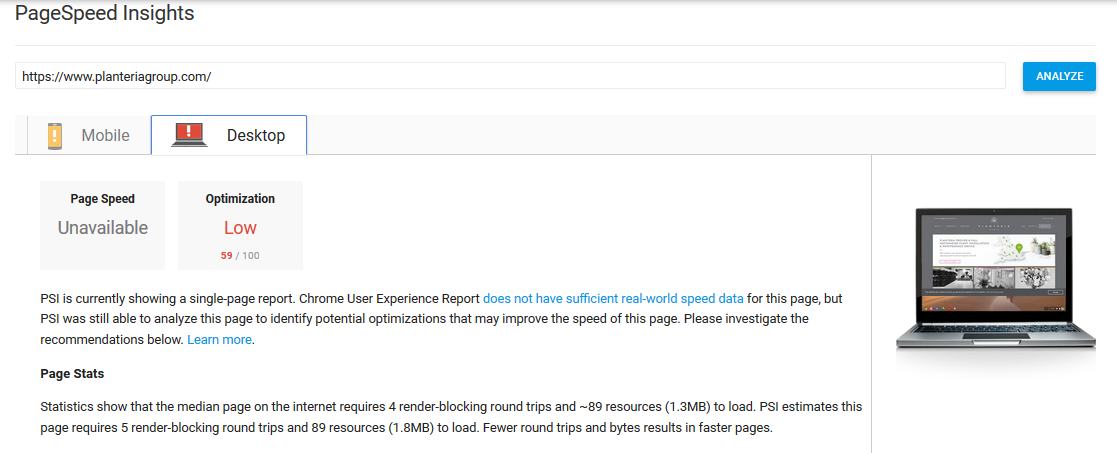 PageSpeed Insights
https://www.planteriagroup.com/
ANALYZE
Mobile
Desktop
Page Speed
Unavailable
Optimization
Low
59 / 100
PSI is currently showing a single-page report. Chrome User Experience Report does not have sufficient real-world speed data for this page, but
PSI was still able to analyze this page to identify potential optimizations that may improve the speed of this page. Please investigate the
recommendations below. Learn more.
Page Stats
Statistics show that the median page on the internet requires 4 render-blocking round trips and ~89 resources (1.3MB) to load. PSI estimates this
page requires 5 render-blocking round trips and 89 resources (1.8MB) to load. Fewer round trips and bytes results in faster pages.